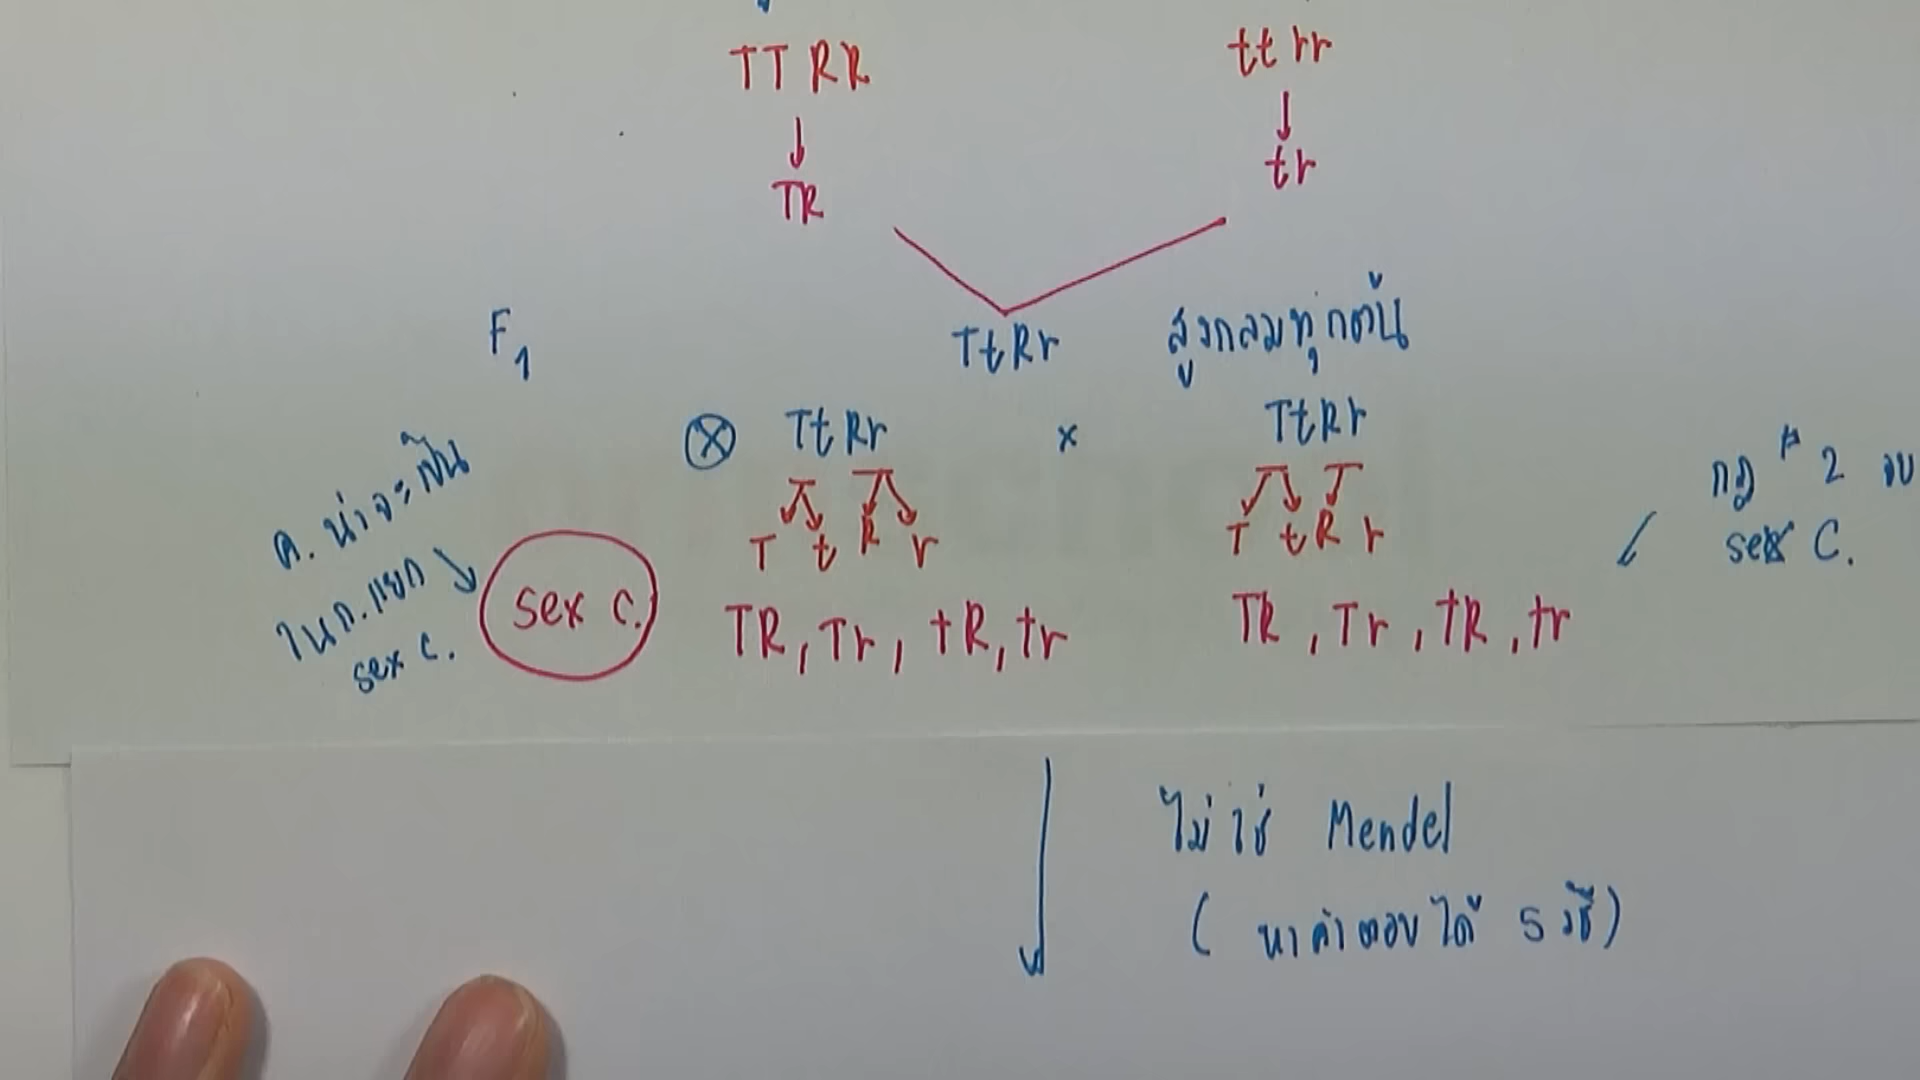 TT RR
tt rr
TR
tr
F1
TtRr
สูงกลมทุกต้น
TtRr
x
TtRr
T t R r
T t R r
ค. น่าจะเป็น
ในก.แยก
sex c.
sex c.
TR, Tr, tR, tr
TR, Tr, tR, tr
กฎ # 2 จบ
sex C.
ไม่ใช่ Mendel
( หาคำตอบได้ 5 วิธี)